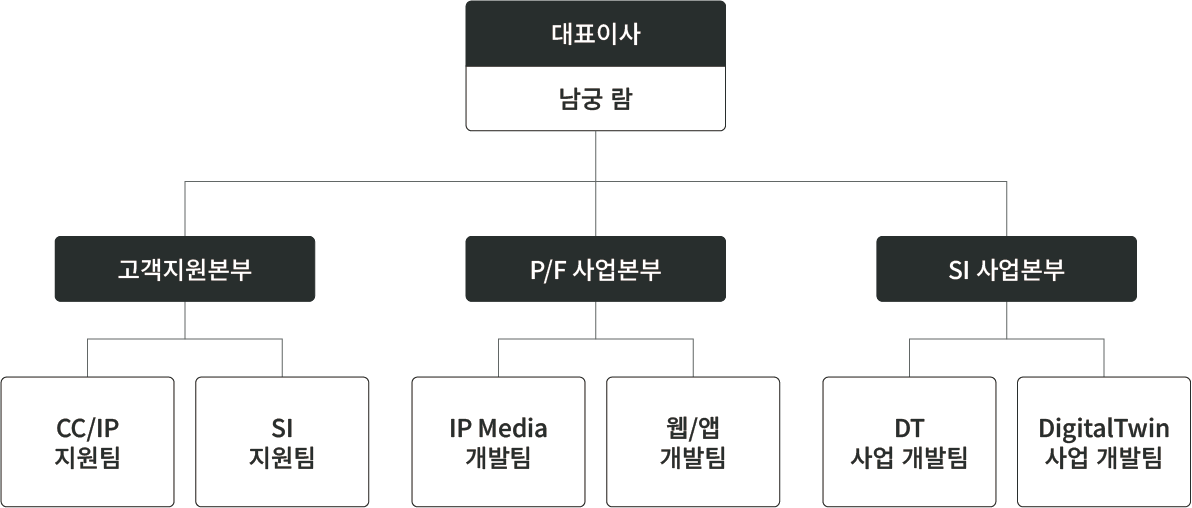 대표이사
남궁 람
고객지원본부
P/F 사업본부
SI 사업본부
CC/IP
지원팀
SI
지원팀
IP Media
개발팀
웹/앱
개발팀
DT
사업 개발팀
DigitalTwin
사업 개발팀